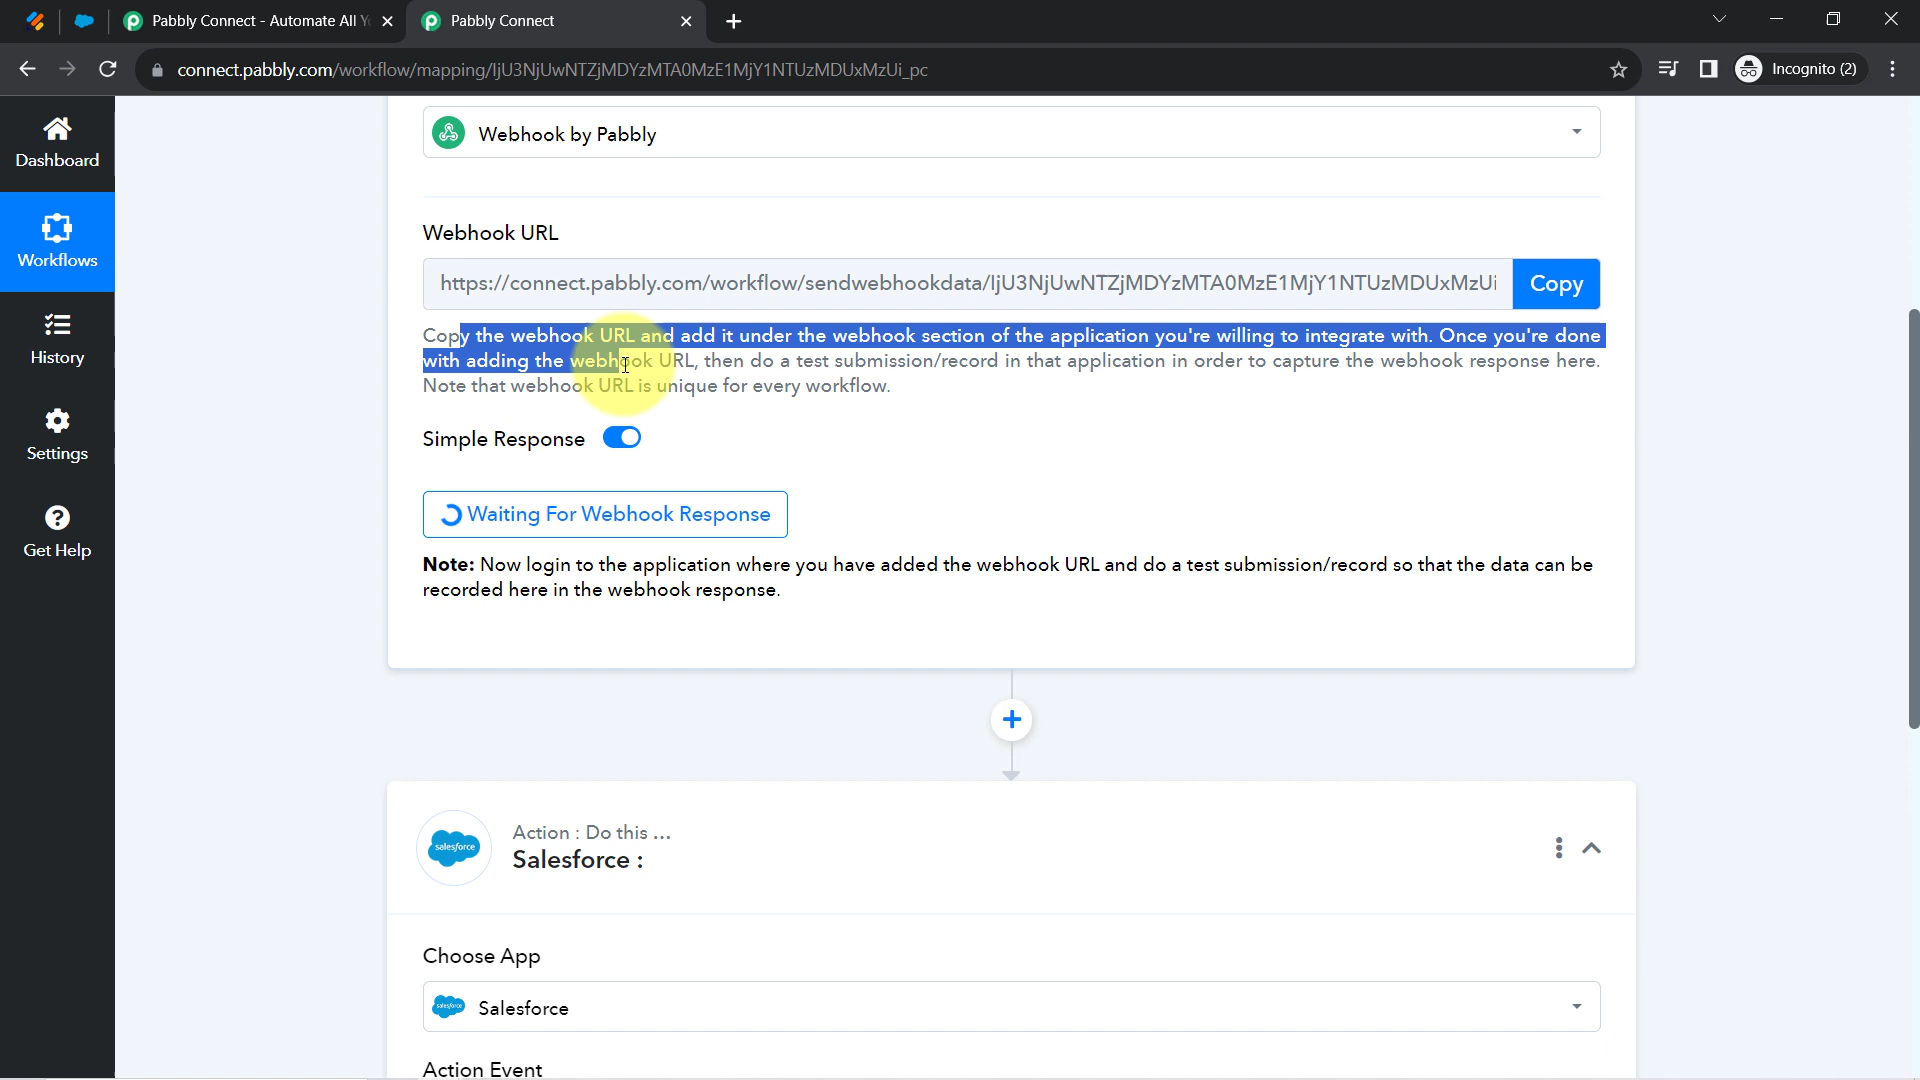 Pabbly Connect - Automate All Y
Pabbly Connect
connect.pabbly.com/workflow/mapping/IjU3NjUwNTZjMDYzMTA0MzE1MjY1NTUzMDUxMzUi_pc
Incognito (2)
Dashboard
Workflows
History
Settings
Get Help
Webhook by Pabbly
Webhook URL
https://connect.pabbly.com/workflow/sendwebhookdata/IjU3NjUwNTZjMDYzMTA0MzE1MjY1NTUzMDUxMzUi
Copy
Copy the webhook URL and add it under the webhook section of the application you're willing to integrate with. Once you're done
with adding the webhook URL, then do a test submission/record in that application in order to capture the webhook response here.
Note that webhook URL is unique for every workflow.
Simple Response
Waiting For Webhook Response
Note: Now login to the application where you have added the webhook URL and do a test submission/record so that the data can be
recorded here in the webhook response.
salesforce
Action : Do this ...
Salesforce :
Choose App
salesforce
Salesforce
Action Event